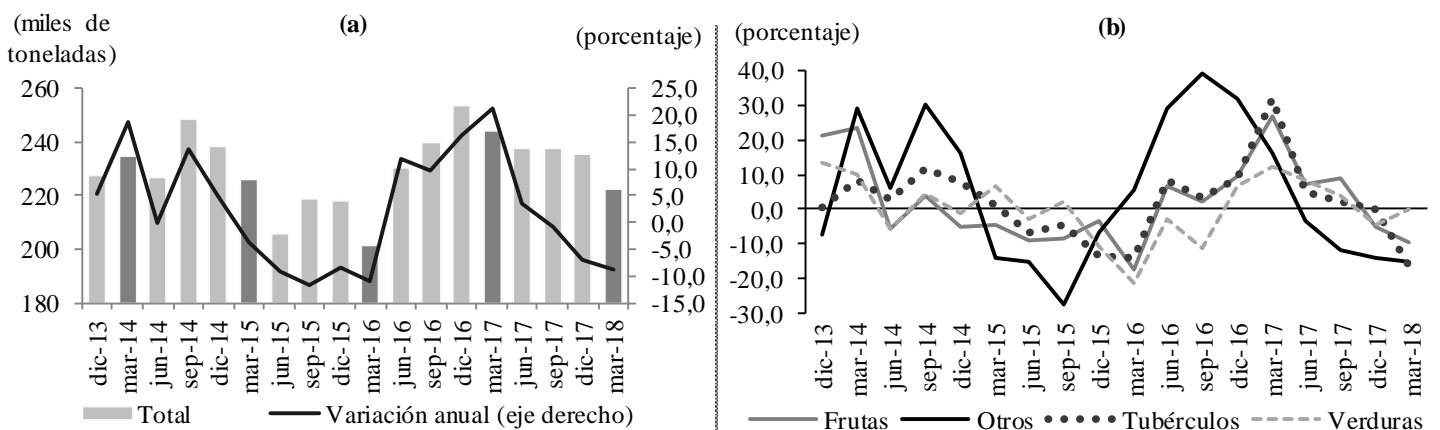 (miles de
toneladas)
(a)
(porcentaje)
260
240
220
200
180
25,0
20,0
15,0
10,0
5,0
0,0
-5,0
-10,0
-15,0
dic-13
mar-14
jun-14
sep-14
dic-14
mar-15
jun-15
sep-15
dic-15
mar-16
jun-16
sep-16
dic-16
mar-17
jun-17
sep-17
dic-17
mar-18
Total
Variación anual (eje derecho)
(porcentaje)
(b)
40,0
30,0
20,0
10,0
0,0
-10,0
-20,0
-30,0
dic-13
mar-14
jun-14
sep-14
dic-14
mar-15
jun-15
sep-15
dic-15
mar-16
jun-16
sep-16
dic-16
mar-17
jun-17
sep-17
dic-17
mar-18
Frutas
Otros
Tubérculos
Verduras